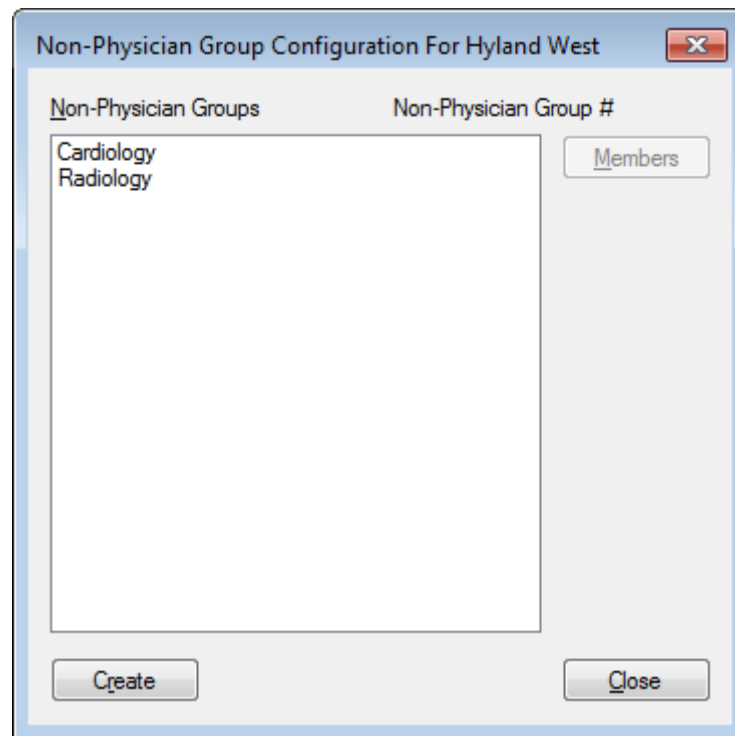 Non-Physician Group Configuration For Hyland West
Non-Physician Groups Non-Physician Group #
Cardiology
Radiology
Members
Create Close